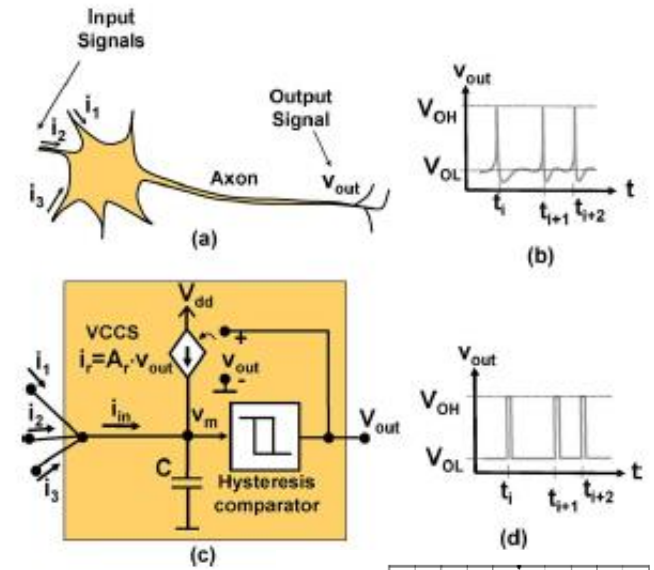 Input
Signals
i1
i2
i3
Output
Signal
Axon
vout
(a)
vout
VOH
VOL
ti
ti+1
ti+2
t
(b)
Vdd
VCCS
ir=Ar·vout
+
vout
-
i1
i2
i3
iin
vm
C
Hysteresis
comparator
Vout
(c)
vout
VOH
VOL
ti
ti+1
ti+2
t
(d)